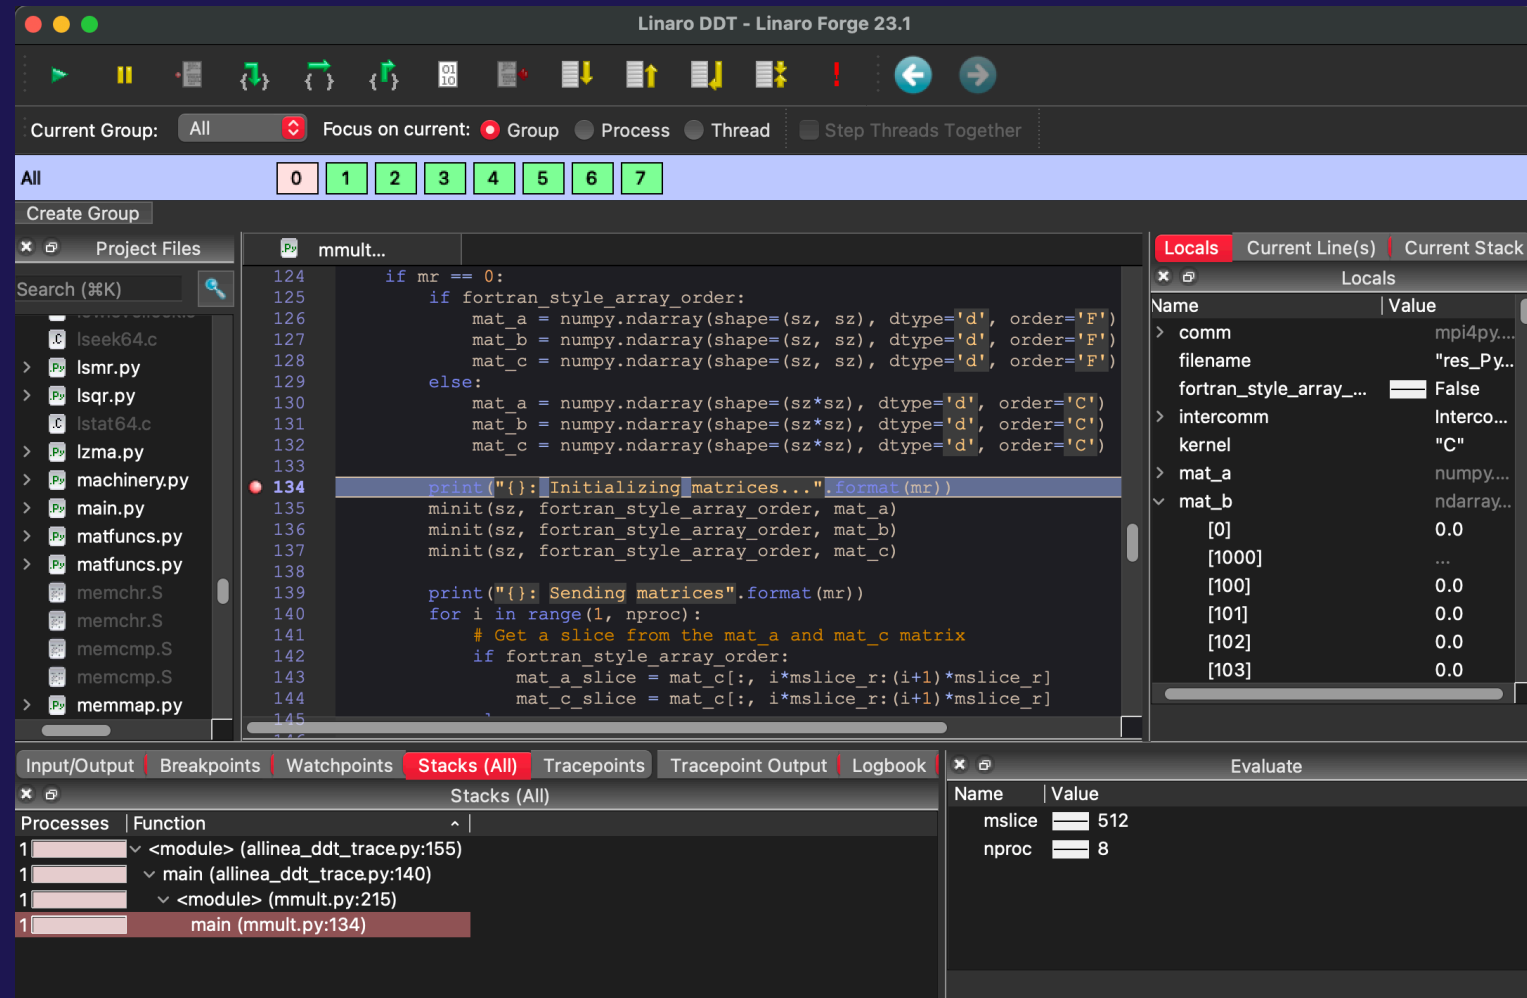 Linaro DDT - Linaro Forge 23.1
01
10
Current Group: All Focus on current: Group Process Thread Step Threads Together
All 0 1 2 3 4 5 6 7
Create Group
Project Files
Search (⌘K)
.C lseek64.c
.Py lsmr.py
.Py lsqr.py
.C lstat64.c
.Py lzma.py
.Py machinery.py
.Py main.py
.Py matfuncs.py
.Py matfuncs.py
memchr.S
memchr.S
memcmp.S
memcmp.S
.Py memmap.py
.Py mmult...
124 if mr == 0:
125 if fortran_style_array_order:
126 mat_a = numpy.ndarray(shape=(sz, sz), dtype='d', order='F')
127 mat_b = numpy.ndarray(shape=(sz, sz), dtype='d', order='F')
128 mat_c = numpy.ndarray(shape=(sz, sz), dtype='d', order='F')
129 else:
130 mat_a = numpy.ndarray(shape=(sz*sz), dtype='d', order='C')
131 mat_b = numpy.ndarray(shape=(sz*sz), dtype='d', order='C')
132 mat_c = numpy.ndarray(shape=(sz*sz), dtype='d', order='C')
133
134 print("{}: Initializing matrices...".format(mr))
135 minit(sz, fortran_style_array_order, mat_a)
136 minit(sz, fortran_style_array_order, mat_b)
137 minit(sz, fortran_style_array_order, mat_c)
138
139 print("{}: Sending matrices".format(mr))
140 for i in range(1, nproc):
141 # Get a slice from the mat_a and mat_c matrix
142 if fortran_style_array_order:
143 mat_a_slice = mat_c[:, i*mslice_r:(i+1)*mslice_r]
144 mat_c_slice = mat_c[:, i*mslice_r:(i+1)*mslice_r]
145
Locals Current Line(s) Current Stack
Locals
Name Value
comm mpi4py....
filename "res_Py...
fortran_style_array_... False
intercomm Interco...
kernel "C"
mat_a numpy....
mat_b ndarray...
[0] 0.0
[1000] ...
[100] 0.0
[101] 0.0
[102] 0.0
[103] 0.0
Input/Output Breakpoints Watchpoints Stacks (All) Tracepoints Tracepoint Output Logbook
Stacks (All)
Processes Function
1 <module> (allinea_ddt_trace.py:155)
1 main (allinea_ddt_trace.py:140)
1 <module> (mmult.py:215)
1 main (mmult.py:134)
Evaluate
Name Value
mslice 512
nproc 8